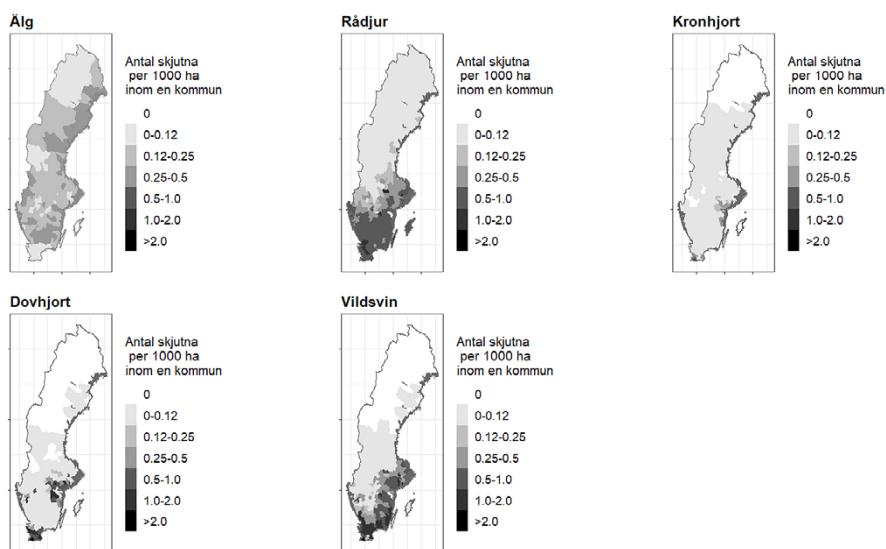 Älg
Antal skjutna
per 1000 ha
inom en kommun
0
0-0.12
0.12-0.25
0.25-0.5
0.5-1.0
1.0-2.0
>2.0
Rådjur
Antal skjutna
per 1000 ha
inom en kommun
0
0-0.12
0.12-0.25
0.25-0.5
0.5-1.0
1.0-2.0
>2.0
Kronhjort
Antal skjutna
per 1000 ha
inom en kommun
0
0-0.12
0.12-0.25
0.25-0.5
0.5-1.0
1.0-2.0
>2.0
Dovhjort
Antal skjutna
per 1000 ha
inom en kommun
0
0-0.12
0.12-0.25
0.25-0.5
0.5-1.0
1.0-2.0
>2.0
Vildsvin
Antal skjutna
per 1000 ha
inom en kommun
0
0-0.12
0.12-0.25
0.25-0.5
0.5-1.0
1.0-2.0
>2.0